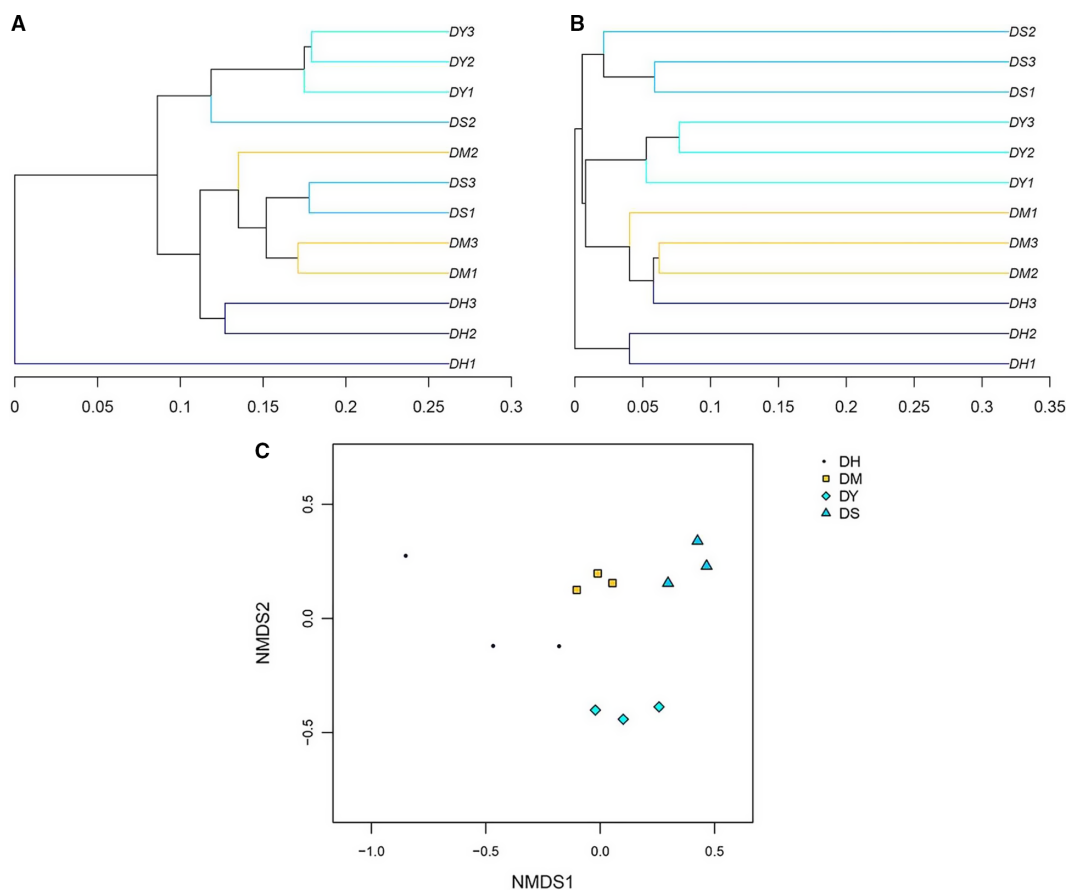 A
DY3
DY2
DY1
DS2
DM2
DS3
DS1
DM3
DM1
DH3
DH2
DH1
0 0.05 0.1 0.15 0.2 0.25 0.3
B
DS2
DS3
DS1
DY3
DY2
DY1
DM1
DM3
DM2
DH3
DH2
DH1
0 0.05 0.10 0.15 0.20 0.25 0.30 0.35
C
DH
DM
DY
DS
0.5
0.0
−0.5
NMDS2
−1.0 −0.5 0.0 0.5
NMDS1